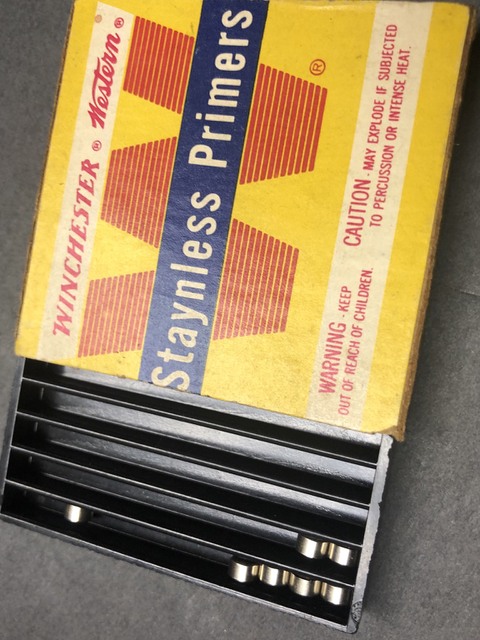 WINCHESTER ® Western ®
Staynless Primers
®
WARNING - KEEP
OUT OF REACH OF CHILDREN.
CAUTION - MAY EXPLODE IF SUBJECTED
TO PERCUSSION OR INTENSE HEAT.